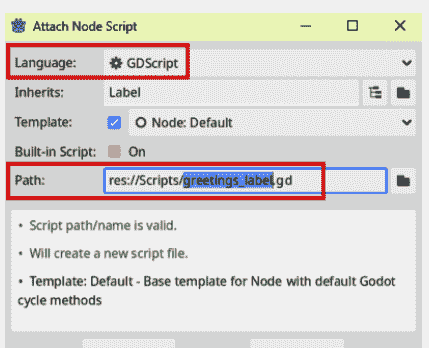 Attach Node Script
Language: GDScript
Inherits: Label
Template: Node: Default
Built-in Script: On
Path: res://Scripts/greetings_label.gd
• Script path/name is valid.
• Will create a new script file.
• Template: Default - Base template for Node with default Godot
cycle methods